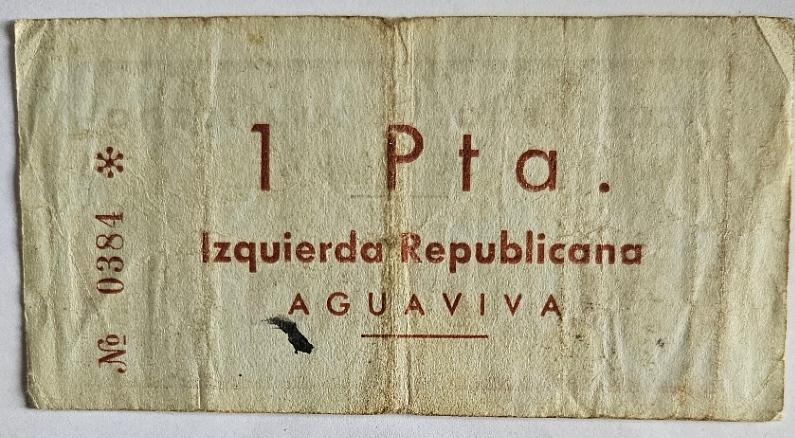 1 Pta.
Izquierda Republicana
AGUAVIVA
№ 0384 *